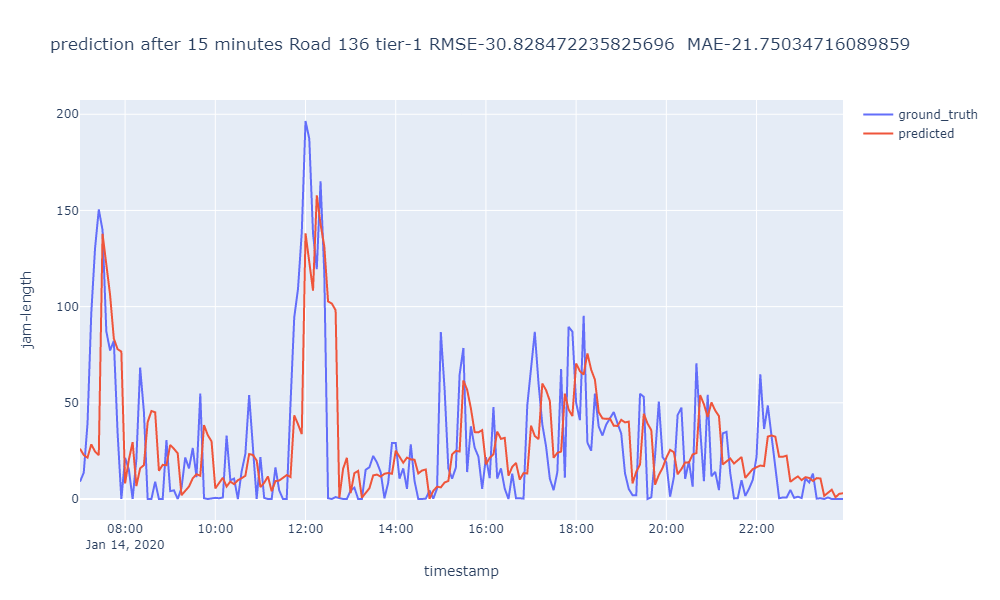 prediction after 15 minutes Road 136 tier-1 RMSE-30.828472235825696  MAE-21.75034716089859
ground_truth
predicted
200
150
100
50
0
jam-length
08:00 10:00 12:00 14:00 16:00 18:00 20:00 22:00
Jan 14, 2020
timestamp